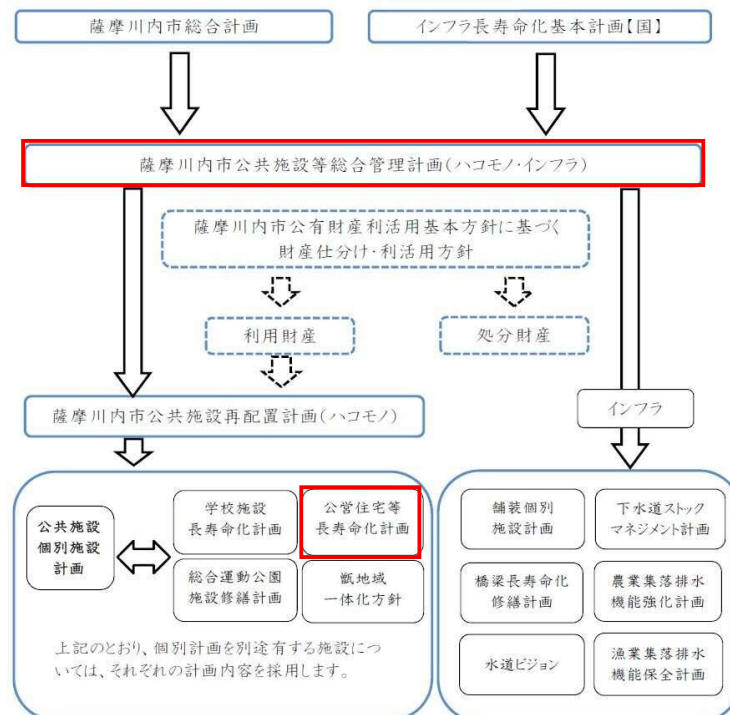 薩摩川内市総合計画
インフラ長寿命化基本計画【国】
薩摩川内市公共施設等総合管理計画(ハコモノ・インフラ)
薩摩川内市公有財産利活用基本方針に基づく
財産仕分け・利活用方針
利用財産
処分財産
薩摩川内市公共施設再配置計画(ハコモノ)
インフラ
公共施設
個別施設
計画
学校施設
長寿命化計画
公営住宅等
長寿命化計画
総合運動公園
施設修繕計画
甑地域
一体化方針
上記のとおり、個別計画を別途有する施設につ
いては、それぞれの計画内容を採用します。
舗装個別
施設計画
下水道ストック
マネジメント計画
橋梁長寿命化
修繕計画
農業集落排水
機能強化計画
水道ビジョン
漁業集落排水
機能保全計画